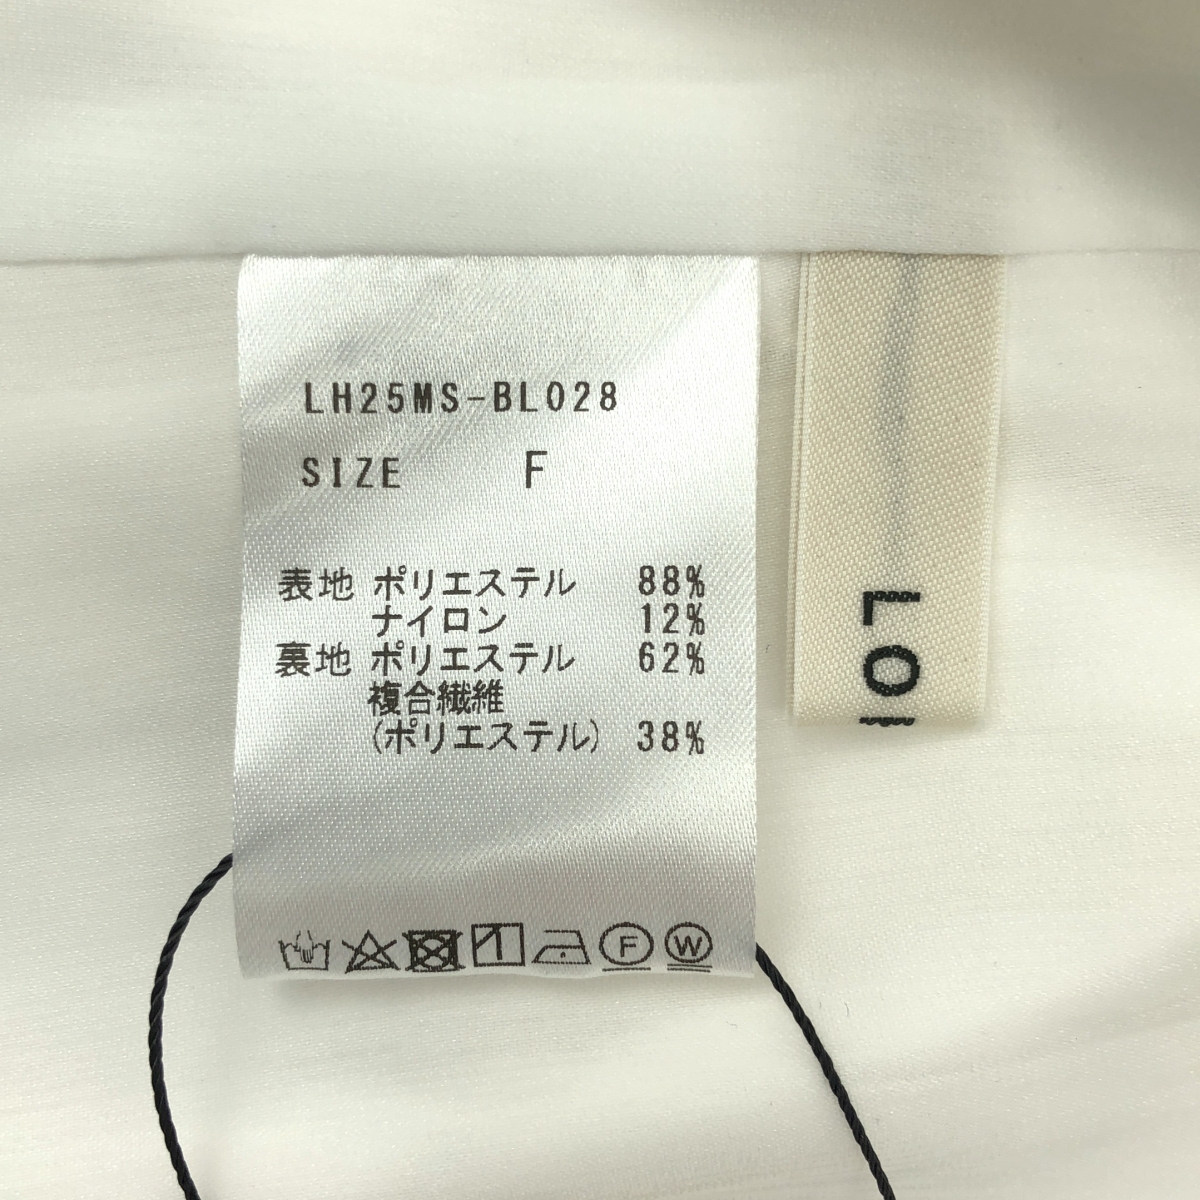 LH25MS-BL028
SIZE F
表地 ポリエステル 88%
ナイロン 12%
裏地 ポリエステル 62%
複合繊維
(ポリエステル) 38%
F W
LO